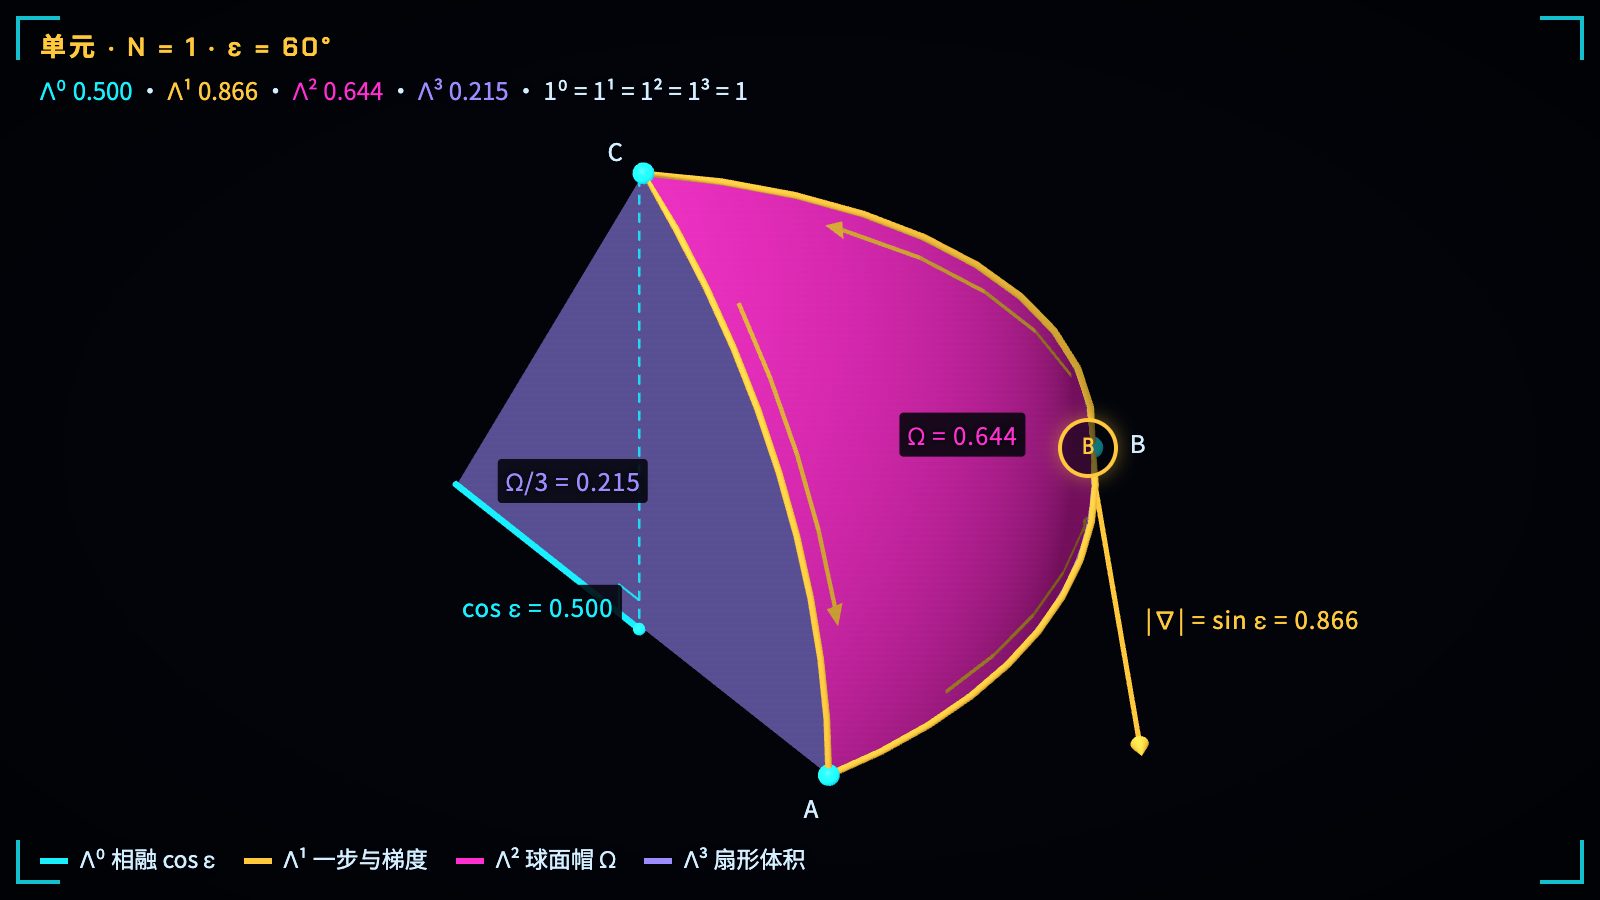 单元 · N = 1 · ε = 60°
Λ⁰ 0.500 • Λ¹ 0.866 • Λ² 0.644 • Λ³ 0.215 • 1⁰ = 1¹ = 1² = 1³ = 1
C
Ω = 0.644
B
B
Ω/3 = 0.215
cos ε = 0.500
|∇| = sin ε = 0.866
A
Λ⁰ 相融 cos ε
Λ¹ 一步与梯度
Λ² 球面帽 Ω
Λ³ 扇形体积